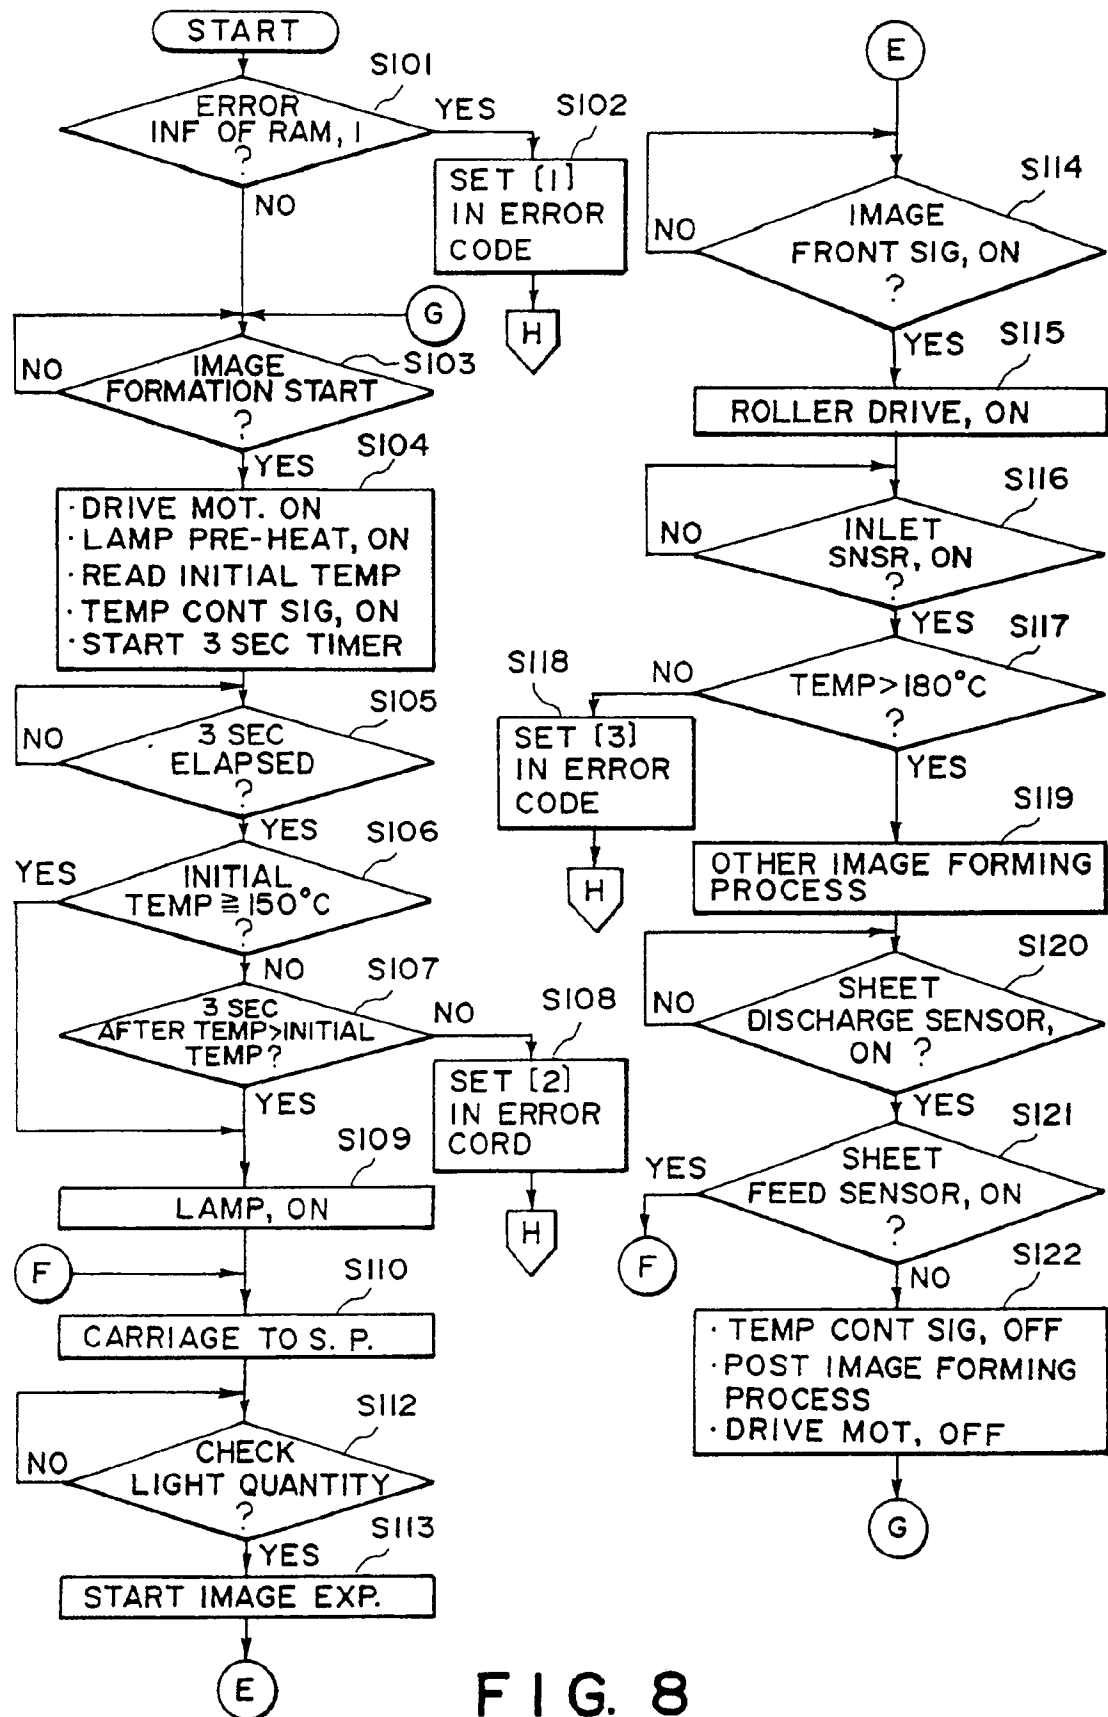 START
S101
ERROR
INF OF RAM, 1
?
YES
NO
S102
SET [1]
IN ERROR
CODE
H
G
S103
IMAGE
FORMATION START
?
NO
YES
S104
· DRIVE MOT. ON
· LAMP PRE-HEAT, ON
· READ INITIAL TEMP
· TEMP CONT SIG, ON
· START 3 SEC TIMER
S105
3 SEC
ELAPSED
?
NO
YES
S106
INITIAL
TEMP ≧ 150°C
?
YES
NO
S107
3 SEC
AFTER TEMP>INITIAL
TEMP?
NO
YES
S108
SET [2]
IN ERROR
CORD
H
S109
LAMP, ON
F
S110
CARRIAGE TO S. P.
S112
CHECK
LIGHT QUANTITY
?
NO
YES
S113
START IMAGE EXP.
E
E
S114
IMAGE
FRONT SIG, ON
?
NO
YES
S115
ROLLER DRIVE, ON
S116
INLET
SNSR, ON
?
NO
YES
S117
TEMP>180°C
?
NO
YES
S118
SET [3]
IN ERROR
CODE
H
S119
OTHER IMAGE FORMING
PROCESS
S120
SHEET
DISCHARGE SENSOR,
ON ?
NO
YES
S121
SHEET
FEED SENSOR, ON
?
YES
F
NO
S122
· TEMP CONT SIG, OFF
· POST IMAGE FORMING
PROCESS
· DRIVE MOT, OFF
G
FIG. 8